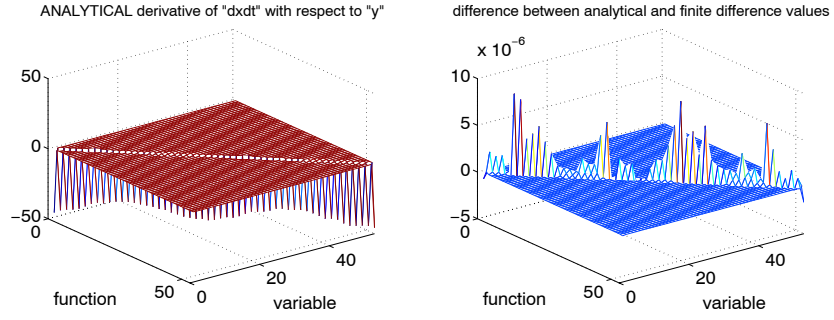 ANALYTICAL derivative of "dxdt" with respect to "y"
50
0
−50
0
50
function
0
20
40
variable
difference between analytical and finite difference values
x 10⁻⁶
10
5
0
−5
0
50
function
0
20
40
variable